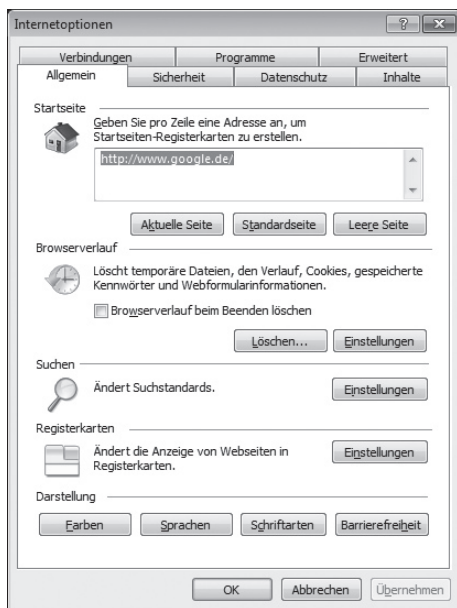 Internetoptionen
Verbindungen Programme Erweitert
Allgemein Sicherheit Datenschutz Inhalte
Startseite
Geben Sie pro Zeile eine Adresse an, um
Startseiten-Registerkarten zu erstellen.
http://www.google.de/
Aktuelle Seite Standardseite Leere Seite
Browserverlauf
Löscht temporäre Dateien, den Verlauf, Cookies, gespeicherte
Kennwörter und Webformularinformationen.
Browserverlauf beim Beenden löschen
Löschen... Einstellungen
Suchen
Ändert Suchstandards.
Einstellungen
Registerkarten
Ändert die Anzeige von Webseiten in
Registerkarten.
Einstellungen
Darstellung
Farben Sprachen Schriftarten Barrierefreiheit
OK Abbrechen Übernehmen